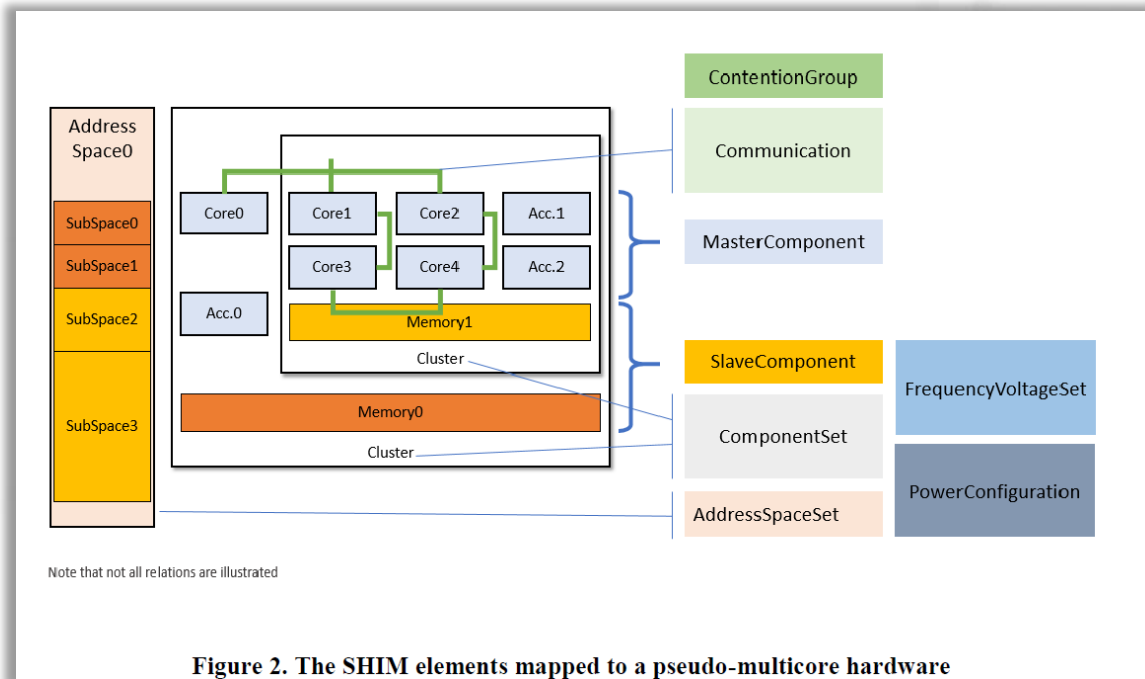 ContentionGroup
Address
Space0
Communication
Core0
Core1
Core2
Acc.1
SubSpace0
MasterComponent
SubSpace1
Core3
Core4
Acc.2
SubSpace2
Acc.0
Memory1
Cluster
SlaveComponent
FrequencyVoltageSet
SubSpace3
Memory0
ComponentSet
Cluster
PowerConfiguration
AddressSpaceSet
Note that not all relations are illustrated
Figure 2. The SHIM elements mapped to a pseudo-multicore hardware